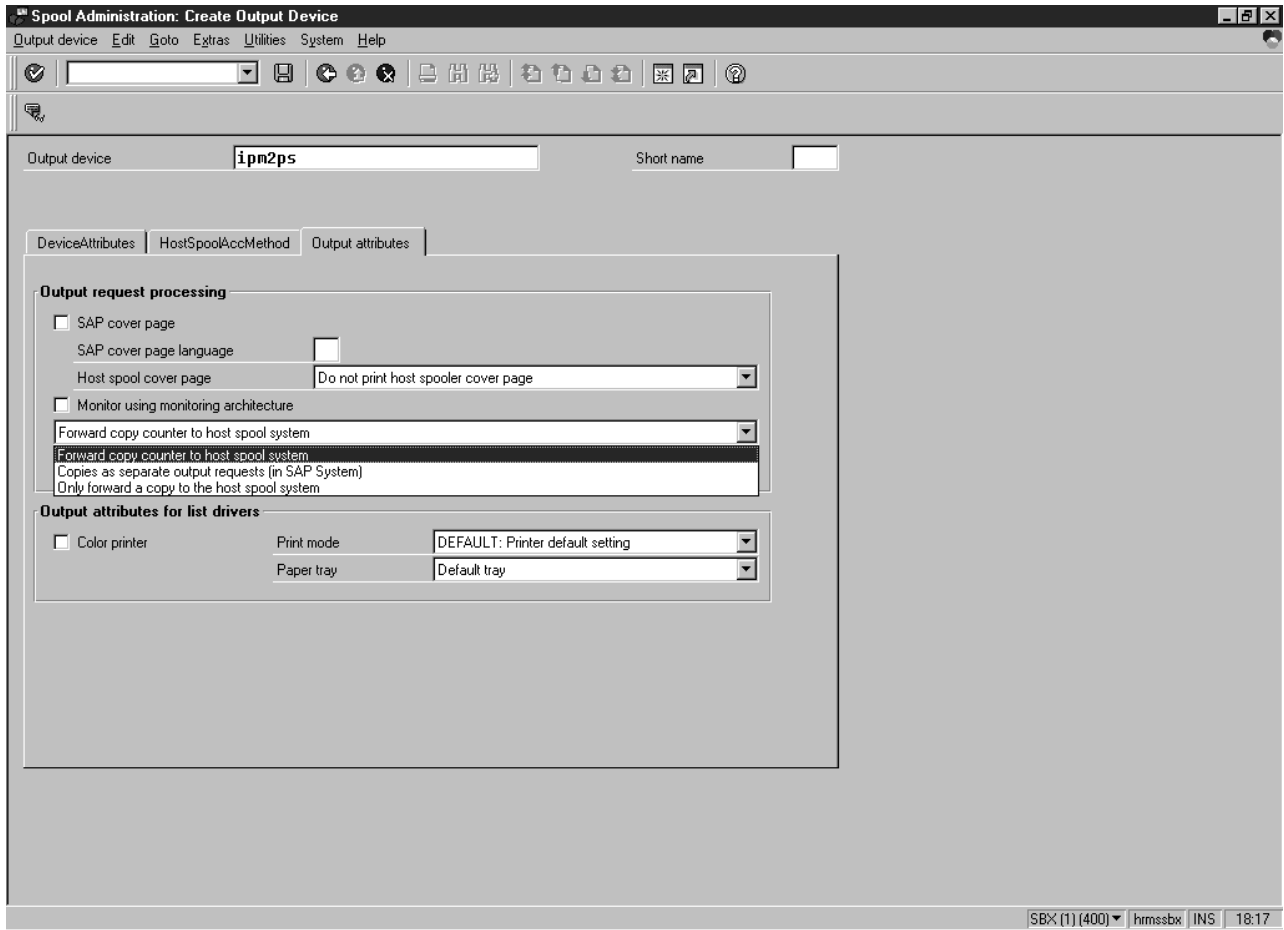 Spool Administration: Create Output Device
Output device Edit Goto Extras Utilities System Help
Output device ipm2ps Short name
DeviceAttributes HostSpoolAccMethod Output attributes
Output request processing
SAP cover page
SAP cover page language
Host spool cover page Do not print host spooler cover page
Monitor using monitoring architecture
Forward copy counter to host spool system
Forward copy counter to host spool system
Copies as separate output requests (in SAP System)
Only forward a copy to the host spool system
Output attributes for list drivers
Color printer Print mode DEFAULT: Printer default setting
Paper tray Default tray
SBX (1) (400) hrmssbx INS 18:17